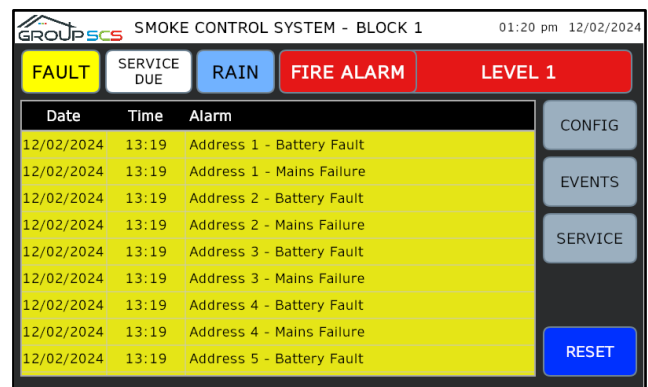 GROUPSCS SMOKE CONTROL SYSTEM - BLOCK 1 01:20 pm 12/02/2024
FAULT SERVICE DUE RAIN FIRE ALARM LEVEL 1
Date Time Alarm
12/02/2024 13:19 Address 1 - Battery Fault
12/02/2024 13:19 Address 1 - Mains Failure
12/02/2024 13:19 Address 2 - Battery Fault
12/02/2024 13:19 Address 2 - Mains Failure
12/02/2024 13:19 Address 3 - Battery Fault
12/02/2024 13:19 Address 3 - Mains Failure
12/02/2024 13:19 Address 4 - Battery Fault
12/02/2024 13:19 Address 4 - Mains Failure
12/02/2024 13:19 Address 5 - Battery Fault
CONFIG
EVENTS
SERVICE
RESET